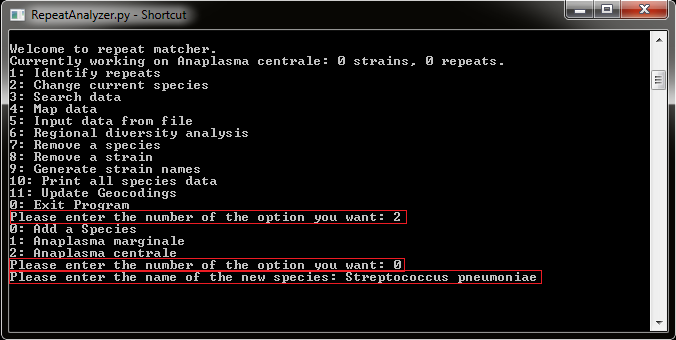 RepeatAnalyzer.py - Shortcut
Welcome to repeat matcher.
Currently working on Anaplasma centrale: 0 strains, 0 repeats.
1: Identify repeats
2: Change current species
3: Search data
4: Map data
5: Input data from file
6: Regional diversity analysis
7: Remove a species
8: Remove a strain
9: Generate strain names
10: Print all species data
11: Update Geocodings
0: Exit Program
Please enter the number of the option you want: 2
0: Add a Species
1: Anaplasma marginale
2: Anaplasma centrale
Please enter the number of the option you want: 0
Please enter the name of the new species: Streptococcus pneumoniae